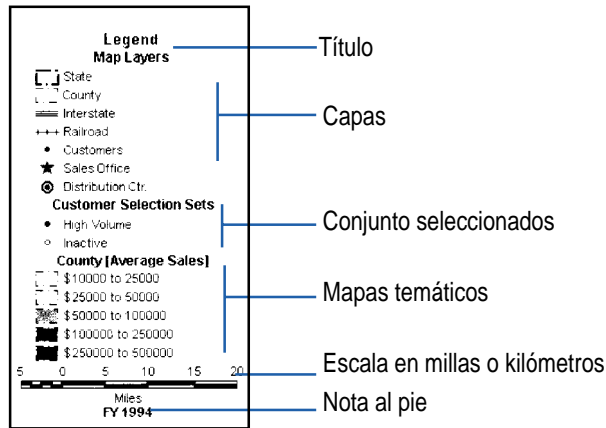 Legend
Map Layers
State
County
Interstate
Railroad
Customers
Sales Office
Distribution Ctr.
Customer Selection Sets
High Volume
Inactive
County [Average Sales]
$10000 to 25000
$25000 to 50000
$50000 to 100000
$100000 to 250000
$250000 to 500000
5 0 5 10 15 20
Miles
FY 1994
Título
Capas
Conjunto seleccionados
Mapas temáticos
Escala en millas o kilómetros
Nota al pie